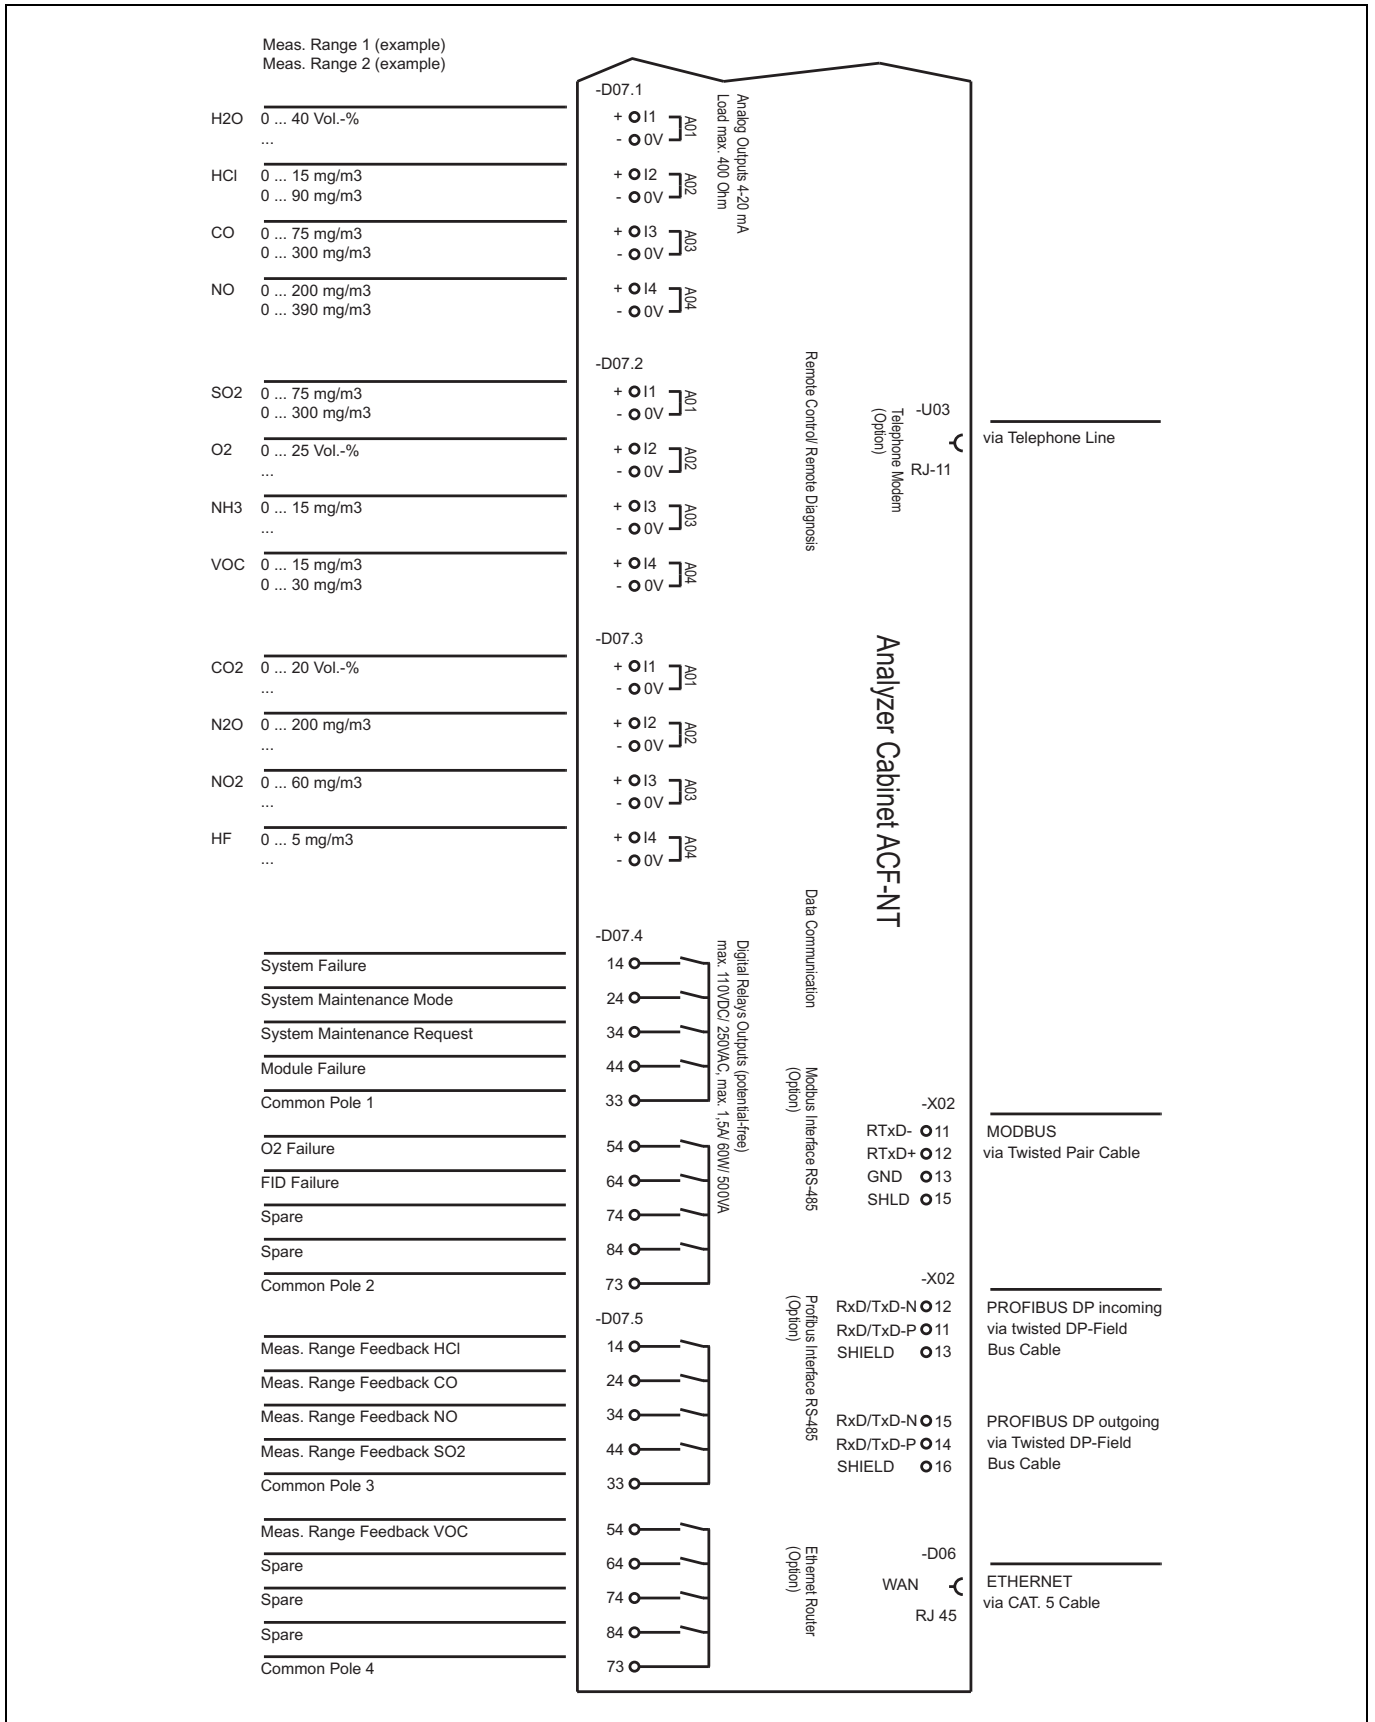 Meas. Range 1 (example)
Meas. Range 2 (example)
-D07.1
H2O 0 ... 40 Vol.-% + I1 A01
... - 0V
HCl 0 ... 15 mg/m3 + I2 A02
0 ... 90 mg/m3 - 0V
CO 0 ... 75 mg/m3 + I3 A03
0 ... 300 mg/m3 - 0V
NO 0 ... 200 mg/m3 + I4 A04
0 ... 390 mg/m3 - 0V
Analog Outputs 4-20 mA
Load max. 400 Ohm
-D07.2
SO2 0 ... 75 mg/m3 + I1 A01
0 ... 300 mg/m3 - 0V
O2 0 ... 25 Vol.-% + I2 A02
... - 0V
NH3 0 ... 15 mg/m3 + I3 A03
... - 0V
VOC 0 ... 15 mg/m3 + I4 A04
0 ... 30 mg/m3 - 0V
Remote Control/ Remote Diagnosis
Telephone Modem
(Option)
-U03
RJ-11
via Telephone Line
-D07.3
CO2 0 ... 20 Vol.-% + I1 A01
... - 0V
N2O 0 ... 200 mg/m3 + I2 A02
... - 0V
NO2 0 ... 60 mg/m3 + I3 A03
... - 0V
HF 0 ... 5 mg/m3 + I4 A04
... - 0V
Analyzer Cabinet ACF-NT
Data Communication
-D07.4
System Failure 14
System Maintenance Mode 24
System Maintenance Request 34
Module Failure 44
Common Pole 1 33
O2 Failure 54
FID Failure 64
Spare 74
Spare 84
Common Pole 2 73
Digital Relays Outputs (potential-free)
max. 110VDC/ 250VAC, max. 1,5A/ 60W/ 500VA
Modbus Interface RS-485
(Option)
-X02
RTxD- 11 MODBUS
RTxD+ 12 via Twisted Pair Cable
GND 13
SHLD 15
-D07.5
Meas. Range Feedback HCl 14
Meas. Range Feedback CO 24
Meas. Range Feedback NO 34
Meas. Range Feedback SO2 44
Common Pole 3 33
Meas. Range Feedback VOC 54
Spare 64
Spare 74
Spare 84
Common Pole 4 73
Profibus Interface RS-485
(Option)
-X02
RxD/TxD-N 12 PROFIBUS DP incoming
RxD/TxD-P 11 via twisted DP-Field
SHIELD 13 Bus Cable
RxD/TxD-N 15 PROFIBUS DP outgoing
RxD/TxD-P 14 via Twisted DP-Field
SHIELD 16 Bus Cable
Ethernet Router
(Option)
-D06
WAN ETHERNET
via CAT. 5 Cable
RJ 45